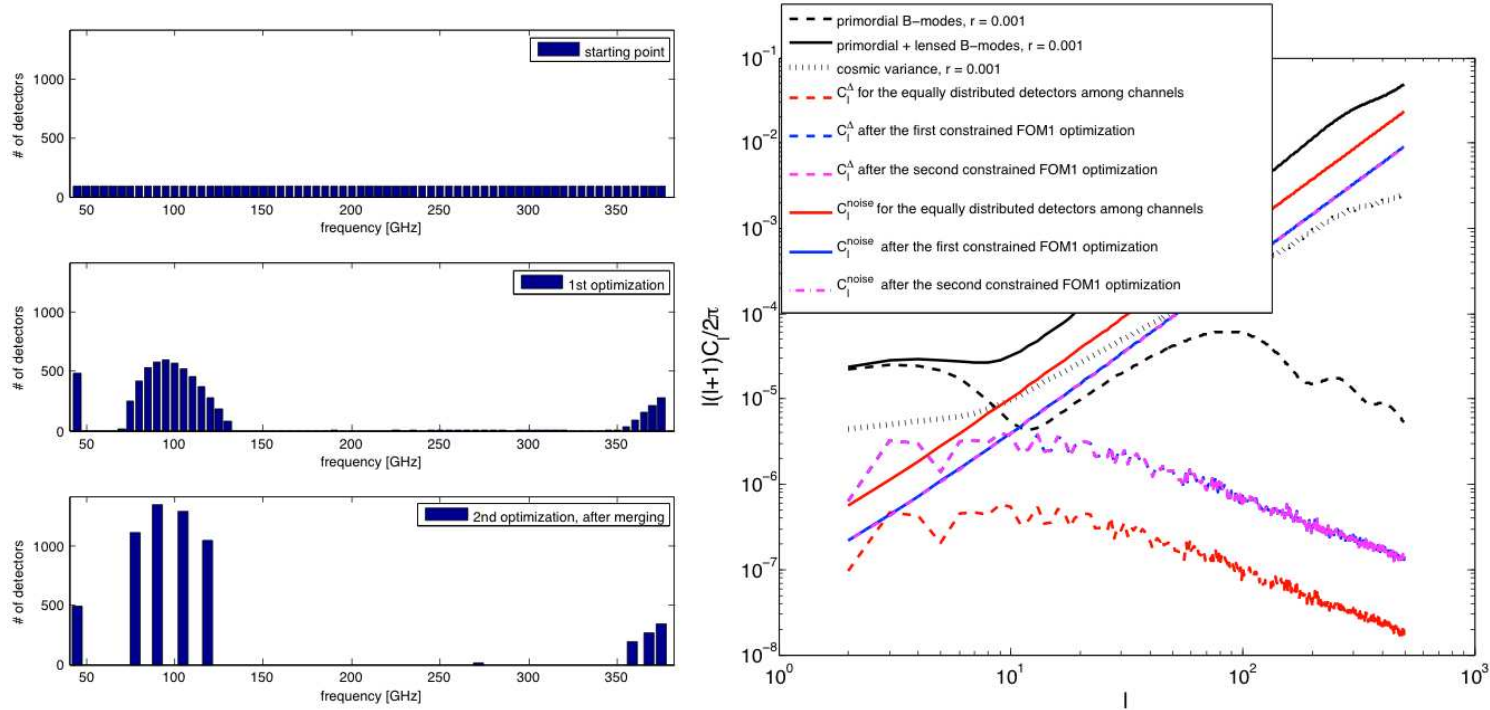 # of detectors
1000
500
0
starting point
50
100
150
200
250
300
350
frequency [GHz]
# of detectors
1000
500
0
1st optimization
50
100
150
200
250
300
350
frequency [GHz]
# of detectors
1000
500
0
2nd optimization, after merging
50
100
150
200
250
300
350
frequency [GHz]
primordial B−modes, r = 0.001
primordial + lensed B−modes, r = 0.001
cosmic variance, r = 0.001
C_l^Δ for the equally distributed detectors among channels
C_l^Δ after the first constrained FOM1 optimization
C_l^Δ after the second constrained FOM1 optimization
C_l^noise for the equally distributed detectors among channels
C_l^noise after the first constrained FOM1 optimization
C_l^noise after the second constrained FOM1 optimization
l(l+1)C_l/2π
10^−1
10^−2
10^−3
10^−4
10^−5
10^−6
10^−7
10^−8
10^0
10^1
10^2
10^3
l